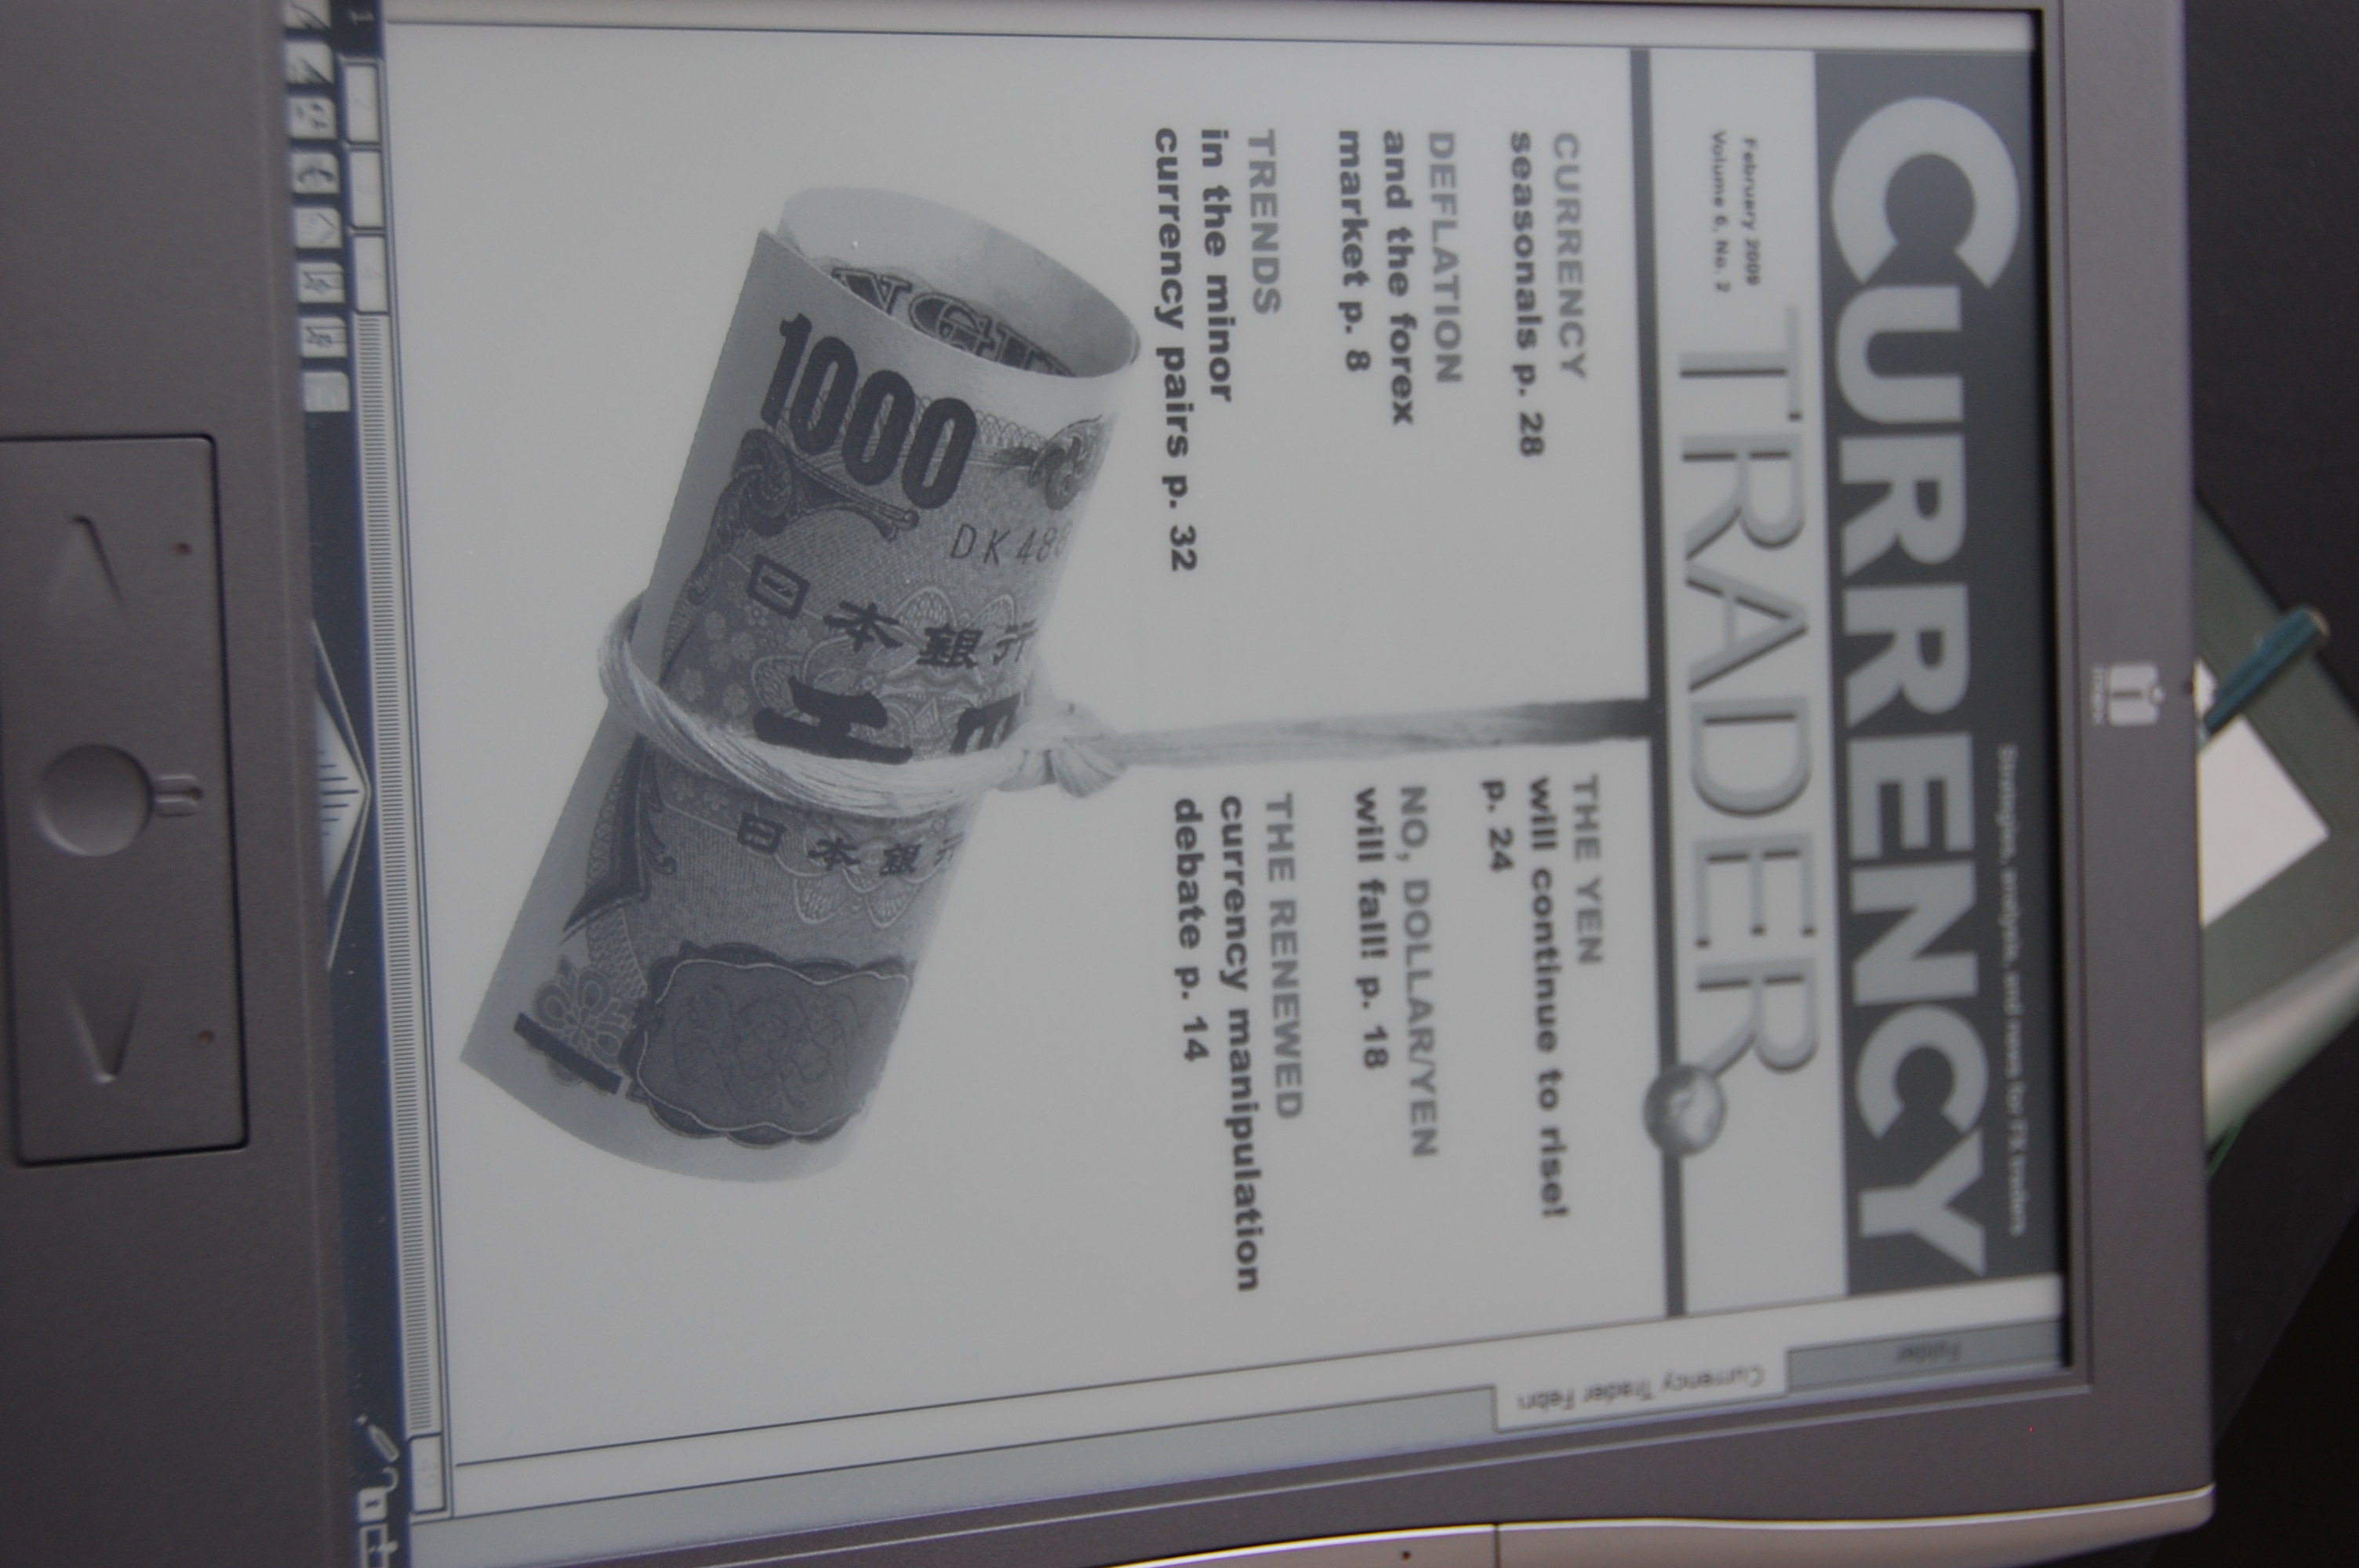 Strategies, analysis, and news for FX traders
CURRENCY
TRADER
February 2009
Volume 6, No. 2
CURRENCY
seasonals p. 28
DEFLATION
and the forex
market p. 8
TRENDS
in the minor
currency pairs p. 32
THE YEN
will continue to rise!
p. 24
NO, DOLLAR/YEN
will fall! p. 18
THE RENEWED
currency manipulation
debate p. 14
1000
DK 48
日本銀行
日本銀行
Folder
Currency Trader Febru